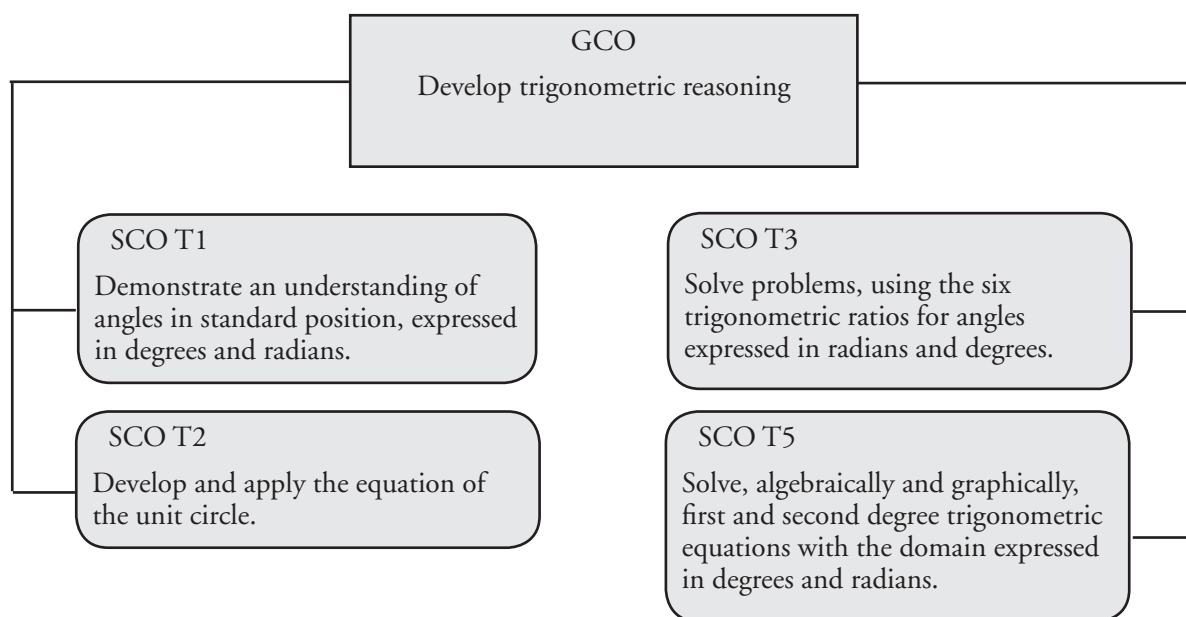 GCO
Develop trigonometric reasoning
SCO T1
Demonstrate an understanding of
angles in standard position, expressed
in degrees and radians.
SCO T2
Develop and apply the equation of
the unit circle.
SCO T3
Solve problems, using the six
trigonometric ratios for angles
expressed in radians and degrees.
SCO T5
Solve, algebraically and graphically,
first and second degree trigonometric
equations with the domain expressed
in degrees and radians.